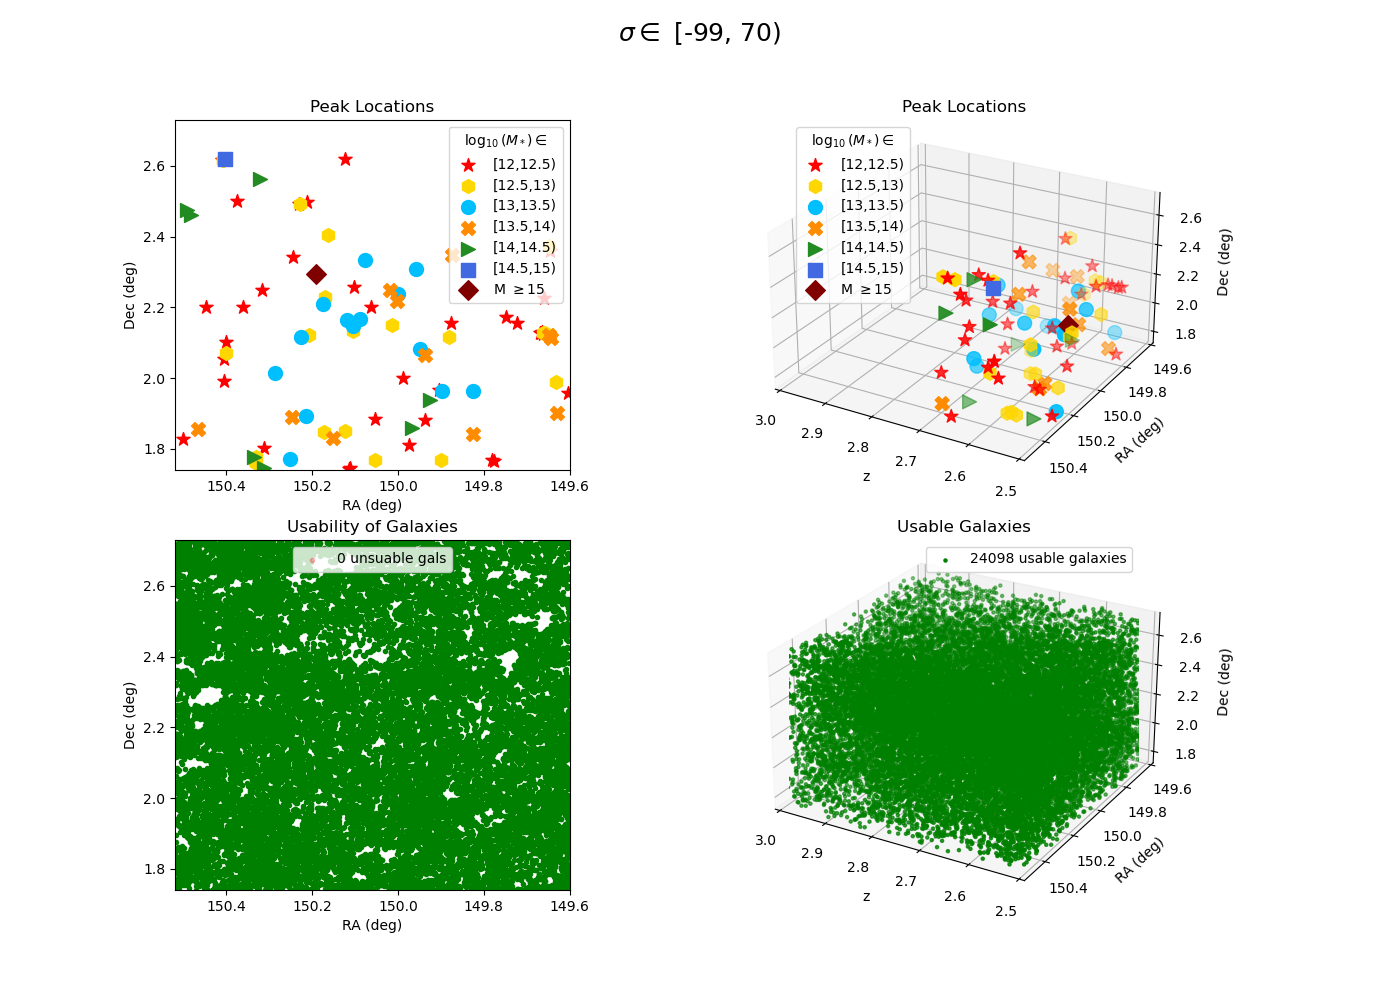 σ ∈ [-99, 70)
Peak Locations
log₁₀(M*) ∈
[12,12.5)
[12.5,13)
[13,13.5)
[13.5,14)
[14,14.5)
[14.5,15)
M ≥15
2.6
2.4
2.2
2.0
1.8
Dec (deg)
150.4 150.2 150.0 149.8 149.6
RA (deg)
Peak Locations
log₁₀(M*) ∈
[12,12.5)
[12.5,13)
[13,13.5)
[13.5,14)
[14,14.5)
[14.5,15)
M ≥15
2.6
2.4
2.2
2.0
1.8
Dec (deg)
149.6
149.8
150.0
150.2
150.4
RA (deg)
3.0
2.9
2.8
2.7
2.6
2.5
z
Usability of Galaxies
0 unsuable gals
2.6
2.4
2.2
2.0
1.8
Dec (deg)
150.4 150.2 150.0 149.8 149.6
RA (deg)
Usable Galaxies
24098 usable galaxies
2.6
2.4
2.2
2.0
1.8
Dec (deg)
149.6
149.8
150.0
150.2
150.4
RA (deg)
3.0
2.9
2.8
2.7
2.6
2.5
z